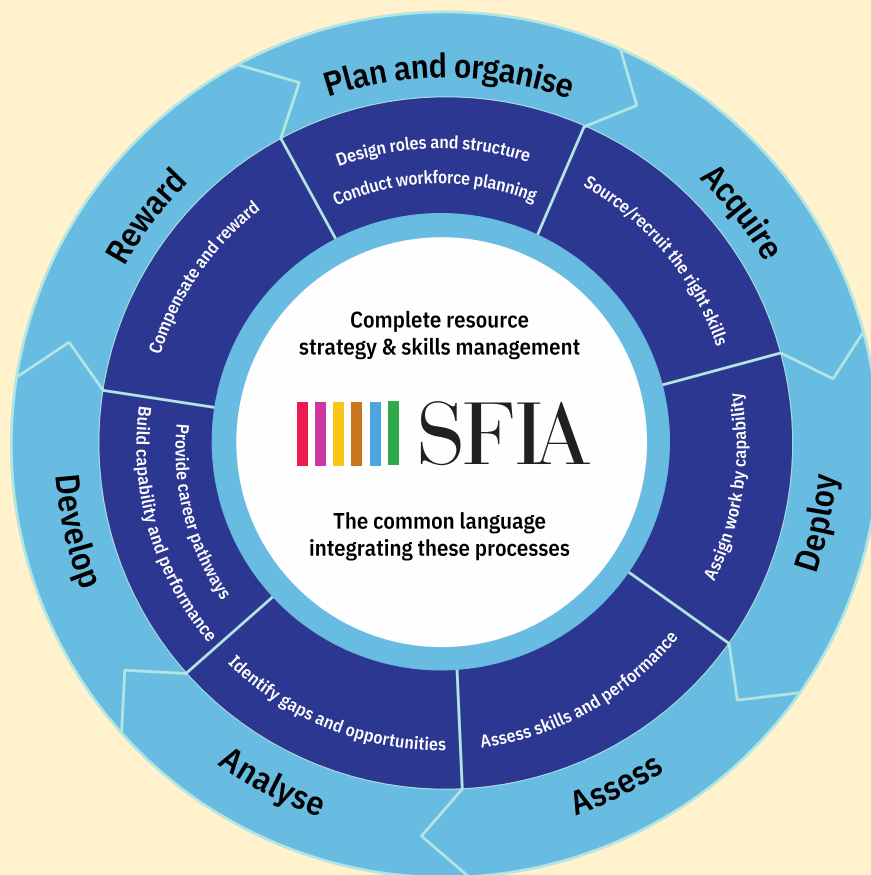 Plan and organise
Design roles and structure
Conduct workforce planning
Acquire
Source/recruit the right skills
Deploy
Assign work by capability
Assess
Assess skills and performance
Analyse
Identify gaps and opportunities
Develop
Build capability and performance
Provide career pathways
Reward
Compensate and reward
Complete resource
strategy & skills management
SFIA
The common language
integrating these processes